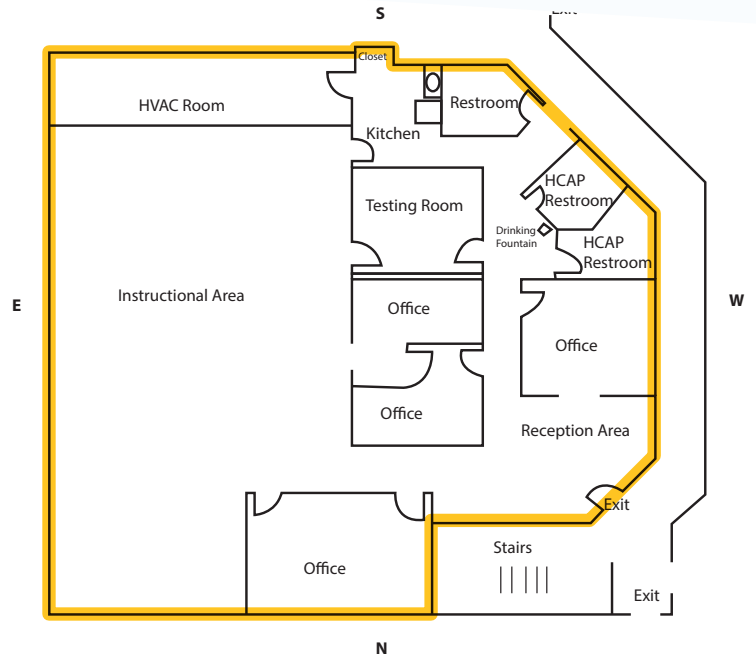 Exit
S
Closet
HVAC Room
Restroom
Kitchen
HCAP
Restroom
Testing Room
Drinking
Fountain
HCAP
Restroom
E
Instructional Area
W
Office
Office
Office
Reception Area
Exit
Stairs
Office
Exit
N